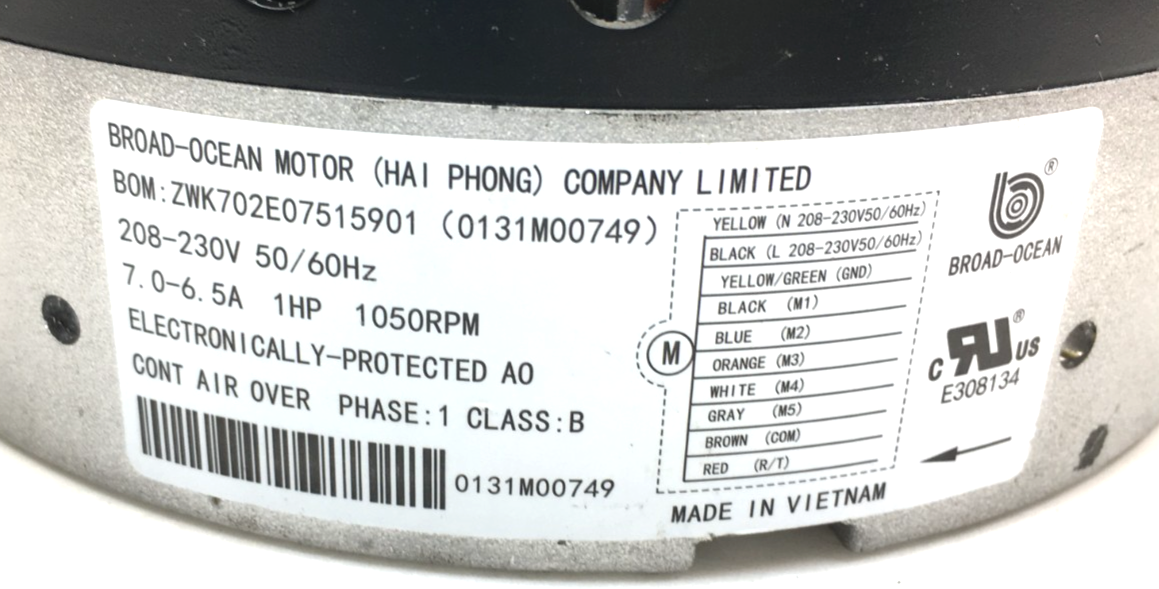 BROAD-OCEAN MOTOR (HAI PHONG) COMPANY LIMITED
BOM:ZWK702E07515901 (0131M00749)
208-230V 50/60Hz
7.0-6.5A 1HP 1050RPM
ELECTRONICALLY-PROTECTED AO
CONT AIR OVER PHASE:1 CLASS:B
0131M00749
M
YELLOW (N 208-230V50/60Hz)
BLACK (L 208-230V50/60Hz)
YELLOW/GREEN (GND)
BLACK (M1)
BLUE (M2)
ORANGE (M3)
WHITE (M4)
GRAY (M5)
BROWN (COM)
RED (R/T)
MADE IN VIETNAM
®
BROAD-OCEAN
C RU US ®
E308134